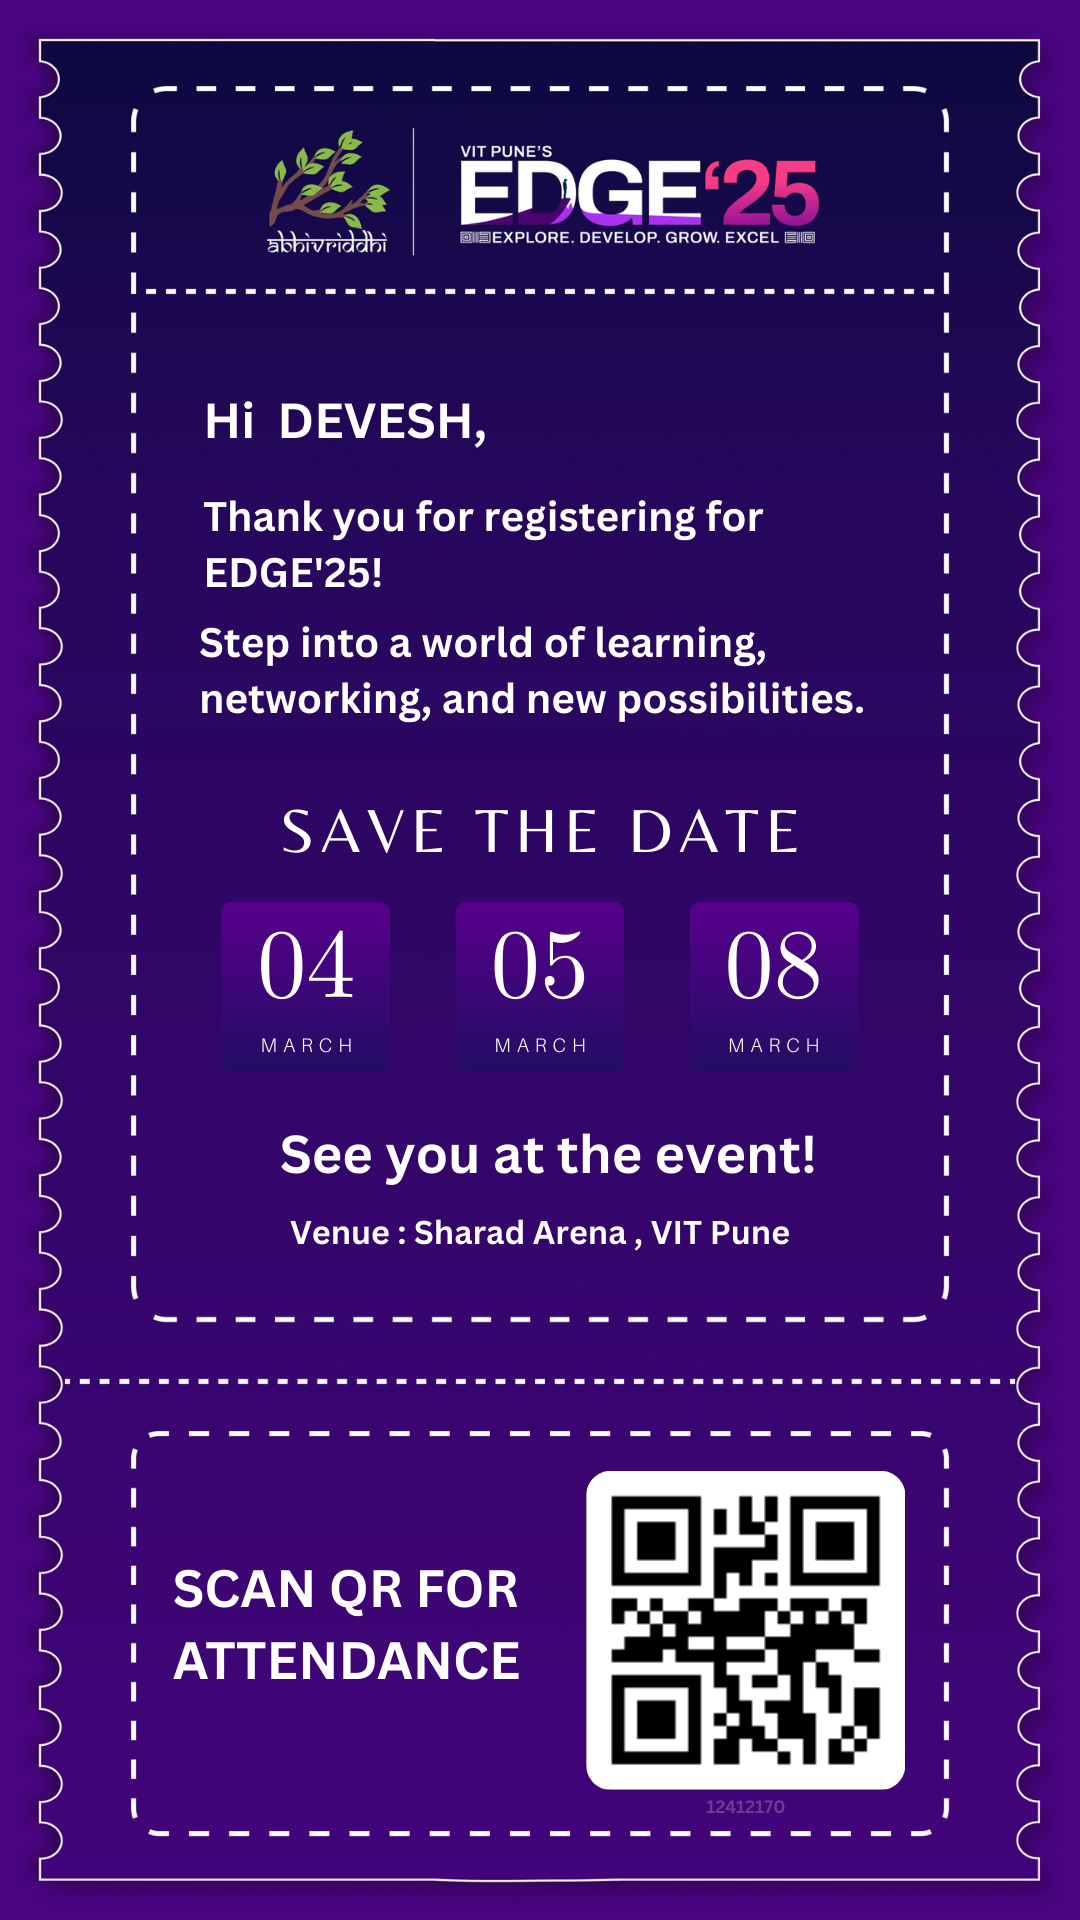 abhivriddhi
VIT PUNE'S
EDGE‘25
EXPLORE. DEVELOP. GROW. EXCEL
Hi DEVESH,
Thank you for registering for
EDGE'25!
Step into a world of learning,
networking, and new possibilities.
SAVE THE DATE
04 05 08
MARCH MARCH MARCH
See you at the event!
Venue : Sharad Arena , VIT Pune
SCAN QR FOR
ATTENDANCE
12412170